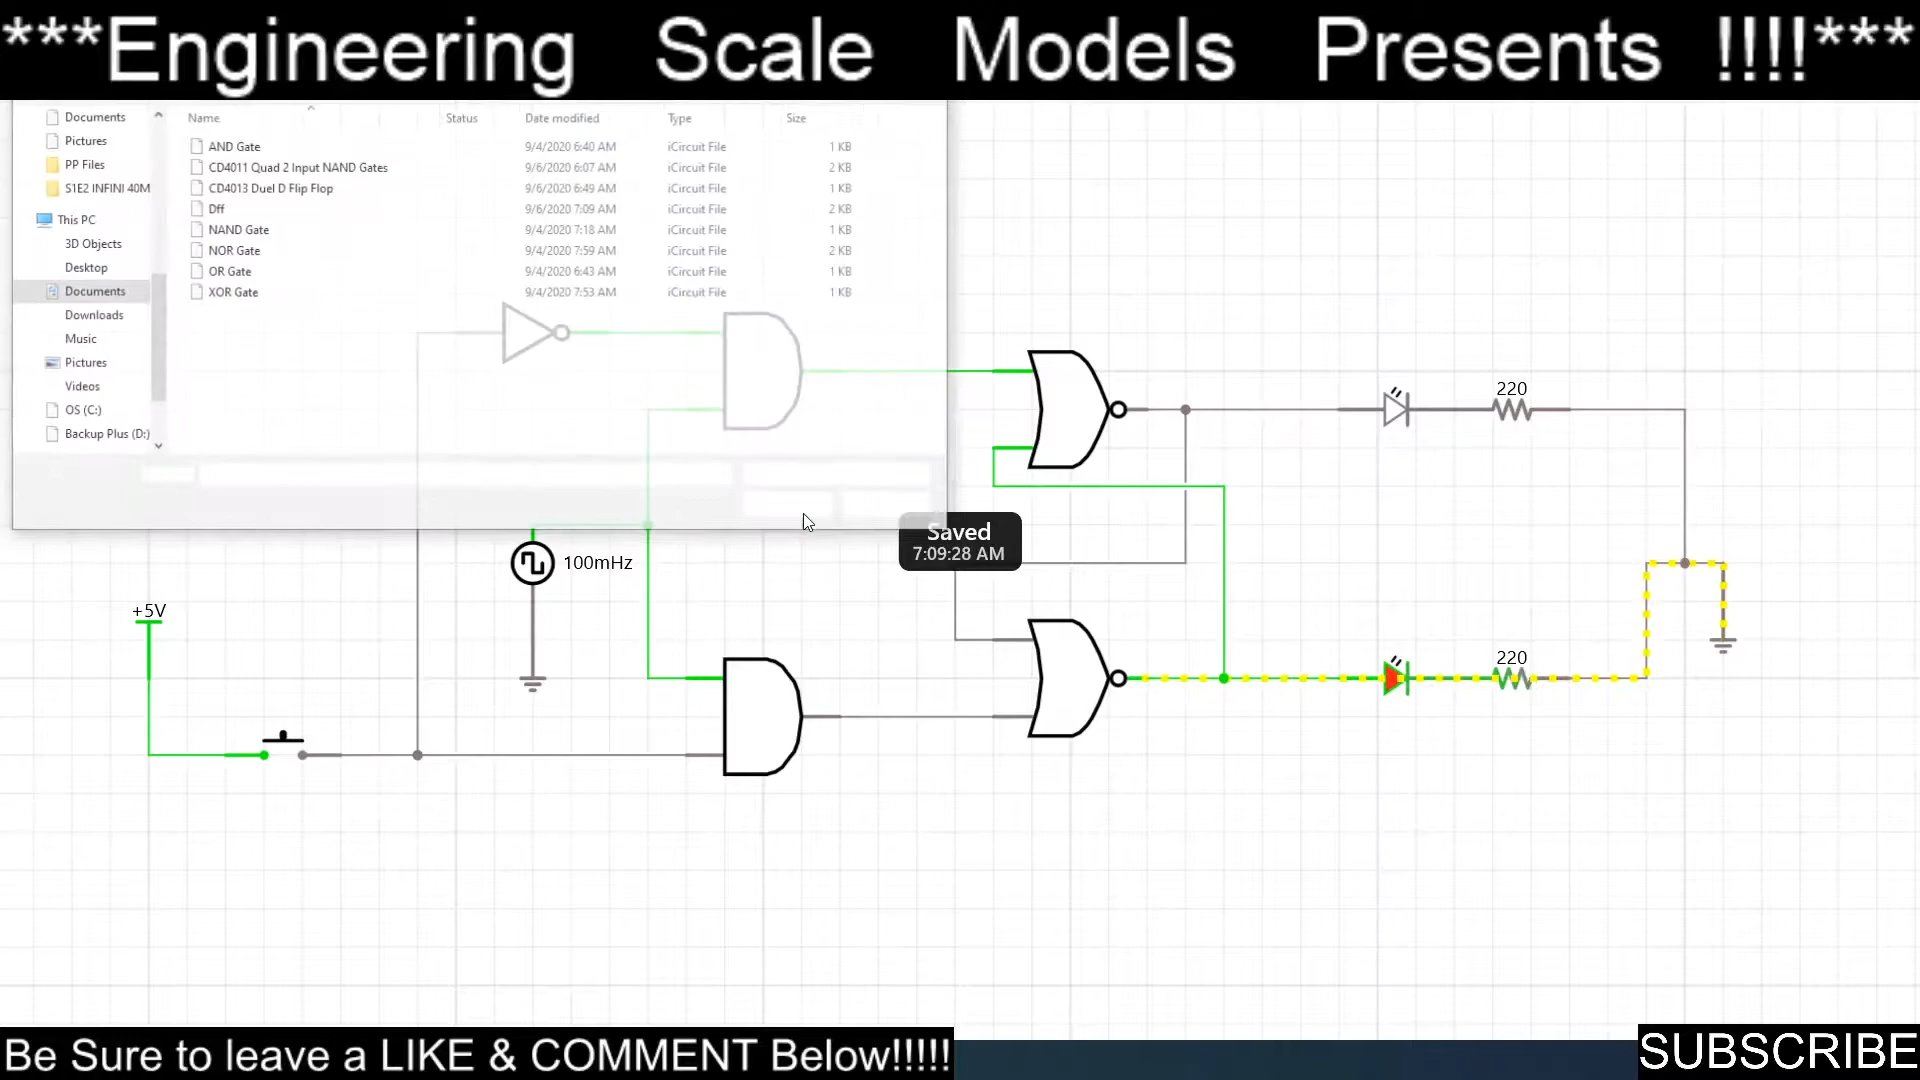 ***Engineering Scale Models Presents !!!!***
Documents
Pictures
PP Files
S1E2 INFINI 40M
This PC
3D Objects
Desktop
Documents
Downloads
Music
Pictures
Videos
OS (C:)
Backup Plus (D:)
Name Status Date modified Type Size
AND Gate 9/4/2020 6:40 AM iCircuit File 1 KB
CD4011 Quad 2 Input NAND Gates 9/6/2020 6:07 AM iCircuit File 2 KB
CD4013 Duel D Flip Flop 9/6/2020 6:49 AM iCircuit File 1 KB
Dff 9/6/2020 7:09 AM iCircuit File 2 KB
NAND Gate 9/4/2020 7:18 AM iCircuit File 1 KB
NOR Gate 9/4/2020 7:59 AM iCircuit File 2 KB
OR Gate 9/4/2020 6:43 AM iCircuit File 1 KB
XOR Gate 9/4/2020 7:53 AM iCircuit File 1 KB
220
Saved
7:09:28 AM
100mHz
+5V
220
Be Sure to leave a LIKE & COMMENT Below!!!!!
SUBSCRIBE